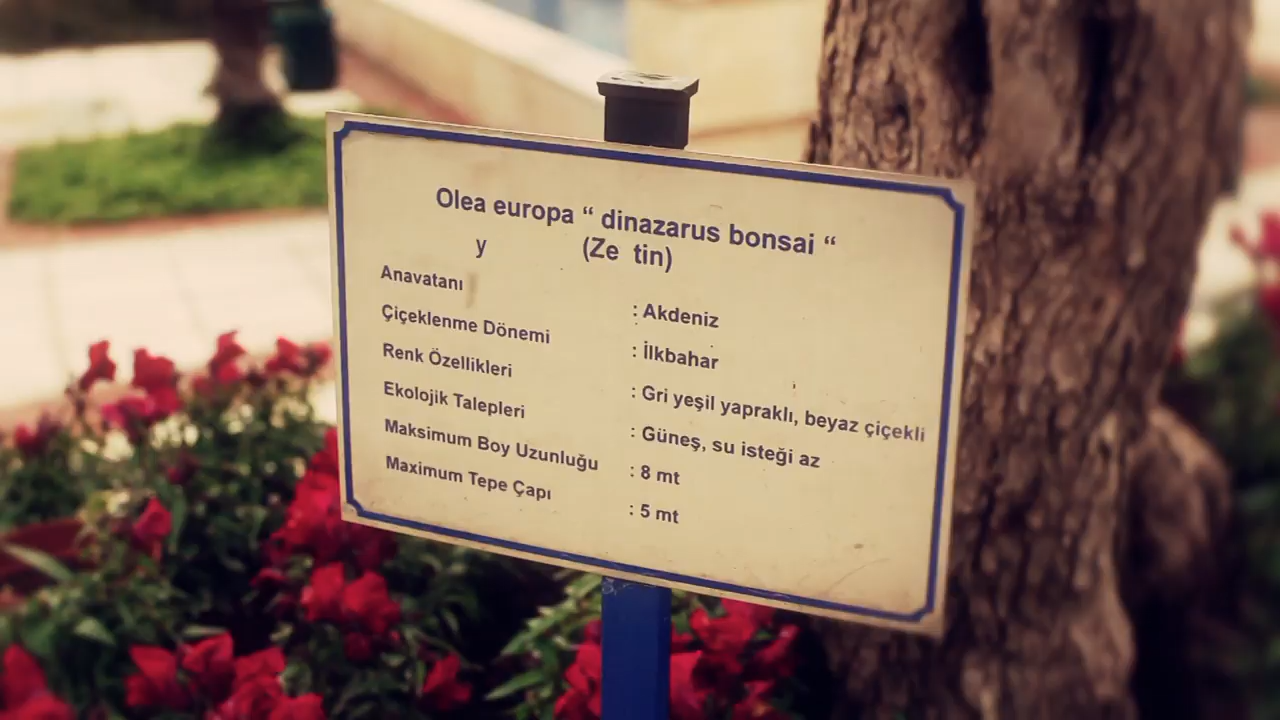 Olea europa “ dinazarus bonsai “
y (Ze tin)
Anavatanı : Akdeniz
Çiçeklenme Dönemi : İlkbahar
Renk Özellikleri : Gri yeşil yapraklı, beyaz çiçekli
Ekolojik Talepleri : Güneş, su isteği az
Maksimum Boy Uzunluğu : 8 mt
Maximum Tepe Çapı : 5 mt